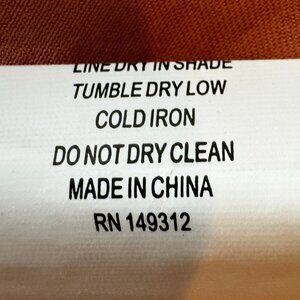 LINE DRY IN SHADE
TUMBLE DRY LOW
COLD IRON
DO NOT DRY CLEAN
MADE IN CHINA
RN 149312